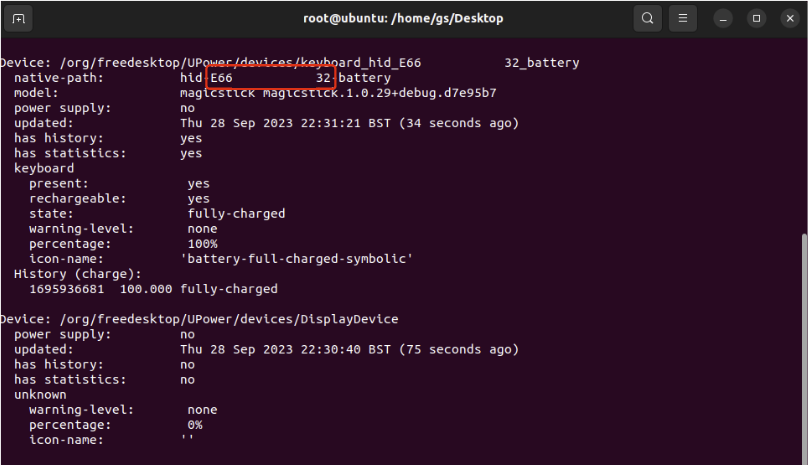 root@ubuntu: /home/gs/Desktop
Device: /org/freedesktop/UPower/devices/keyboard_hid_E66           32_battery
  native-path:          hid-E66           32-battery
  model:                magicstick magicstick.1.0.29+debug.d7e95b7
  power supply:         no
  updated:              Thu 28 Sep 2023 22:31:21 BST (34 seconds ago)
  has history:          yes
  has statistics:       yes
  keyboard
    present:             yes
    rechargeable:        yes
    state:               fully-charged
    warning-level:       none
    percentage:          100%
    icon-name:          'battery-full-charged-symbolic'
  History (charge):
    1695936681  100.000 fully-charged
Device: /org/freedesktop/UPower/devices/DisplayDevice
  power supply:         no
  updated:              Thu 28 Sep 2023 22:30:40 BST (75 seconds ago)
  has history:          no
  has statistics:       no
  unknown
    warning-level:       none
    percentage:          0%
    icon-name:          ''